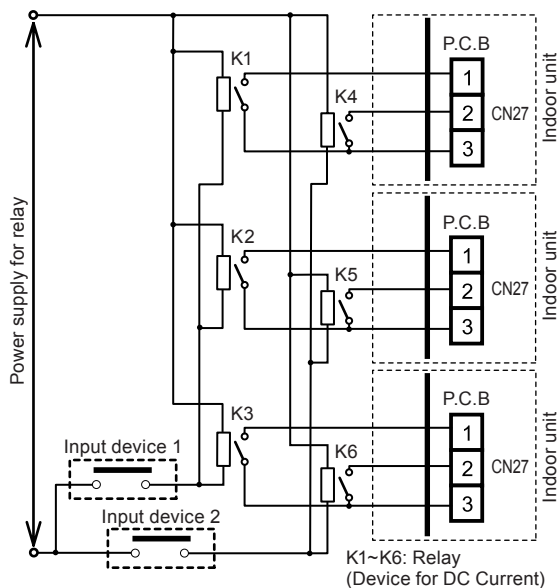 P.C.B
K1
1
K4
2
CN27
3
Indoor unit
P.C.B
K2
1
K5
2
CN27
3
Indoor unit
Power supply for relay
P.C.B
K3
1
K6
2
CN27
3
Indoor unit
Input device 1
Input device 2
K1~K6: Relay
(Device for DC Current)